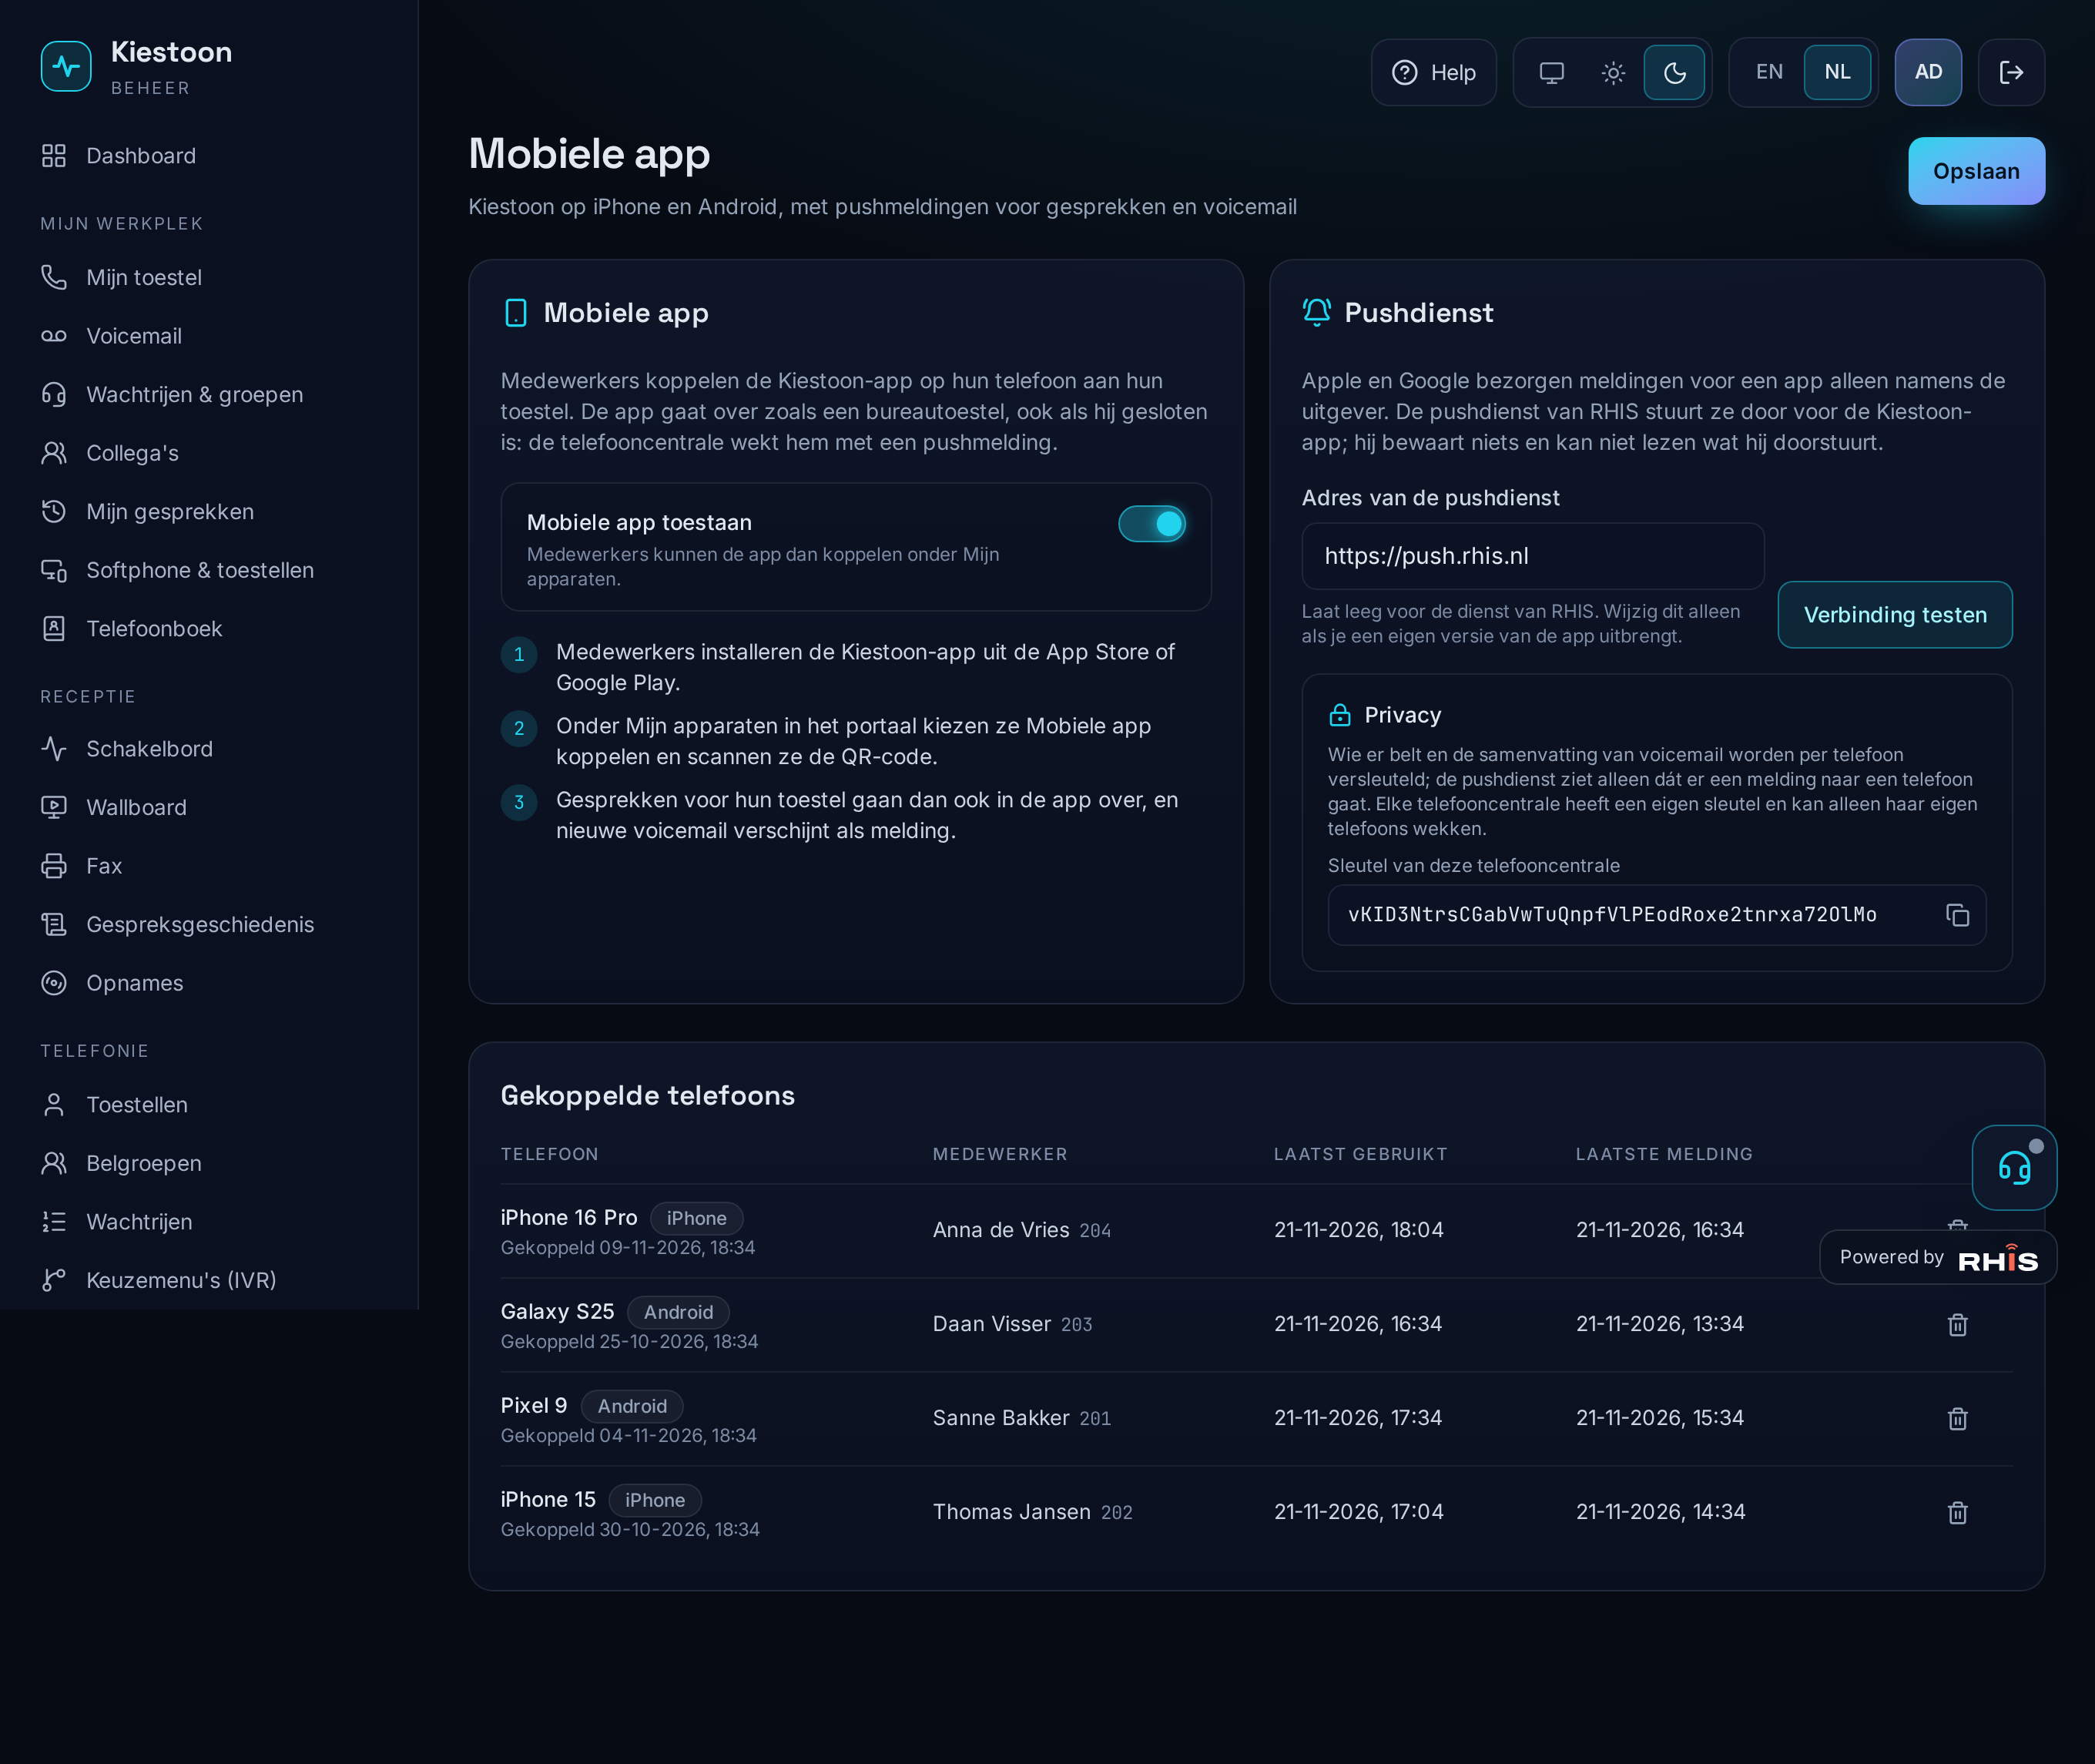 Kiestoon
BEHEER
Dashboard
MIJN WERKPLEK
Mijn toestel
Voicemail
Wachtrijen & groepen
Collega's
Mijn gesprekken
Softphone & toestellen
Telefoonboek
RECEPTIE
Schakelbord
Wallboard
Fax
Gespreksgeschiedenis
Opnames
TELEFONIE
Toestellen
Belgroepen
Wachtrijen
Keuzemenu's (IVR)
Help
EN
NL
AD
Mobiele app
Kiestoon op iPhone en Android, met pushmeldingen voor gesprekken en voicemail
Opslaan
Mobiele app
Medewerkers koppelen de Kiestoon-app op hun telefoon aan hun
toestel. De app gaat over zoals een bureautoestel, ook als hij gesloten
is: de telefooncentrale wekt hem met een pushmelding.
Mobiele app toestaan
Medewerkers kunnen de app dan koppelen onder Mijn
apparaten.
1 Medewerkers installeren de Kiestoon-app uit de App Store of
Google Play.
2 Onder Mijn apparaten in het portaal kiezen ze Mobiele app
koppelen en scannen ze de QR-code.
3 Gesprekken voor hun toestel gaan dan ook in de app over, en
nieuwe voicemail verschijnt als melding.
Pushdienst
Apple en Google bezorgen meldingen voor een app alleen namens de
uitgever. De pushdienst van RHIS stuurt ze door voor de Kiestoon-
app; hij bewaart niets en kan niet lezen wat hij doorstuurt.
Adres van de pushdienst
https://push.rhis.nl
Laat leeg voor de dienst van RHIS. Wijzig dit alleen
als je een eigen versie van de app uitbrengt.
Verbinding testen
Privacy
Wie er belt en de samenvatting van voicemail worden per telefoon
versleuteld; de pushdienst ziet alleen dát er een melding naar een telefoon
gaat. Elke telefooncentrale heeft een eigen sleutel en kan alleen haar eigen
telefoons wekken.
Sleutel van deze telefooncentrale
vKID3NtrsCGabVwTuQnpfVlPEodRoxe2tnrxa72OlMo
Gekoppelde telefoons
TELEFOON MEDEWERKER LAATST GEBRUIKT LAATSTE MELDING
iPhone 16 Pro iPhone
Gekoppeld 09-11-2026, 18:34
Anna de Vries 204
21-11-2026, 18:04
21-11-2026, 16:34
Powered by RHIS
Galaxy S25 Android
Gekoppeld 25-10-2026, 18:34
Daan Visser 203
21-11-2026, 16:34
21-11-2026, 13:34
Pixel 9 Android
Gekoppeld 04-11-2026, 18:34
Sanne Bakker 201
21-11-2026, 17:34
21-11-2026, 15:34
iPhone 15 iPhone
Gekoppeld 30-10-2026, 18:34
Thomas Jansen 202
21-11-2026, 17:04
21-11-2026, 14:34